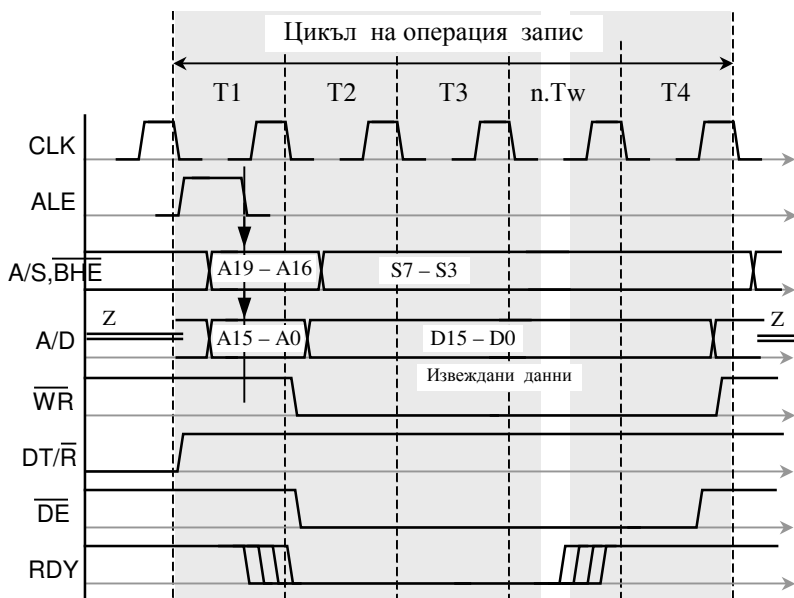 Цикъл на операция запис
T1 T2 T3 n.Tw T4
CLK
ALE
A/S,BHE A19 – A16 S7 – S3
Z Z
A/D A15 – A0 D15 – D0
Извеждани данни
WR
DT/R
DE
RDY